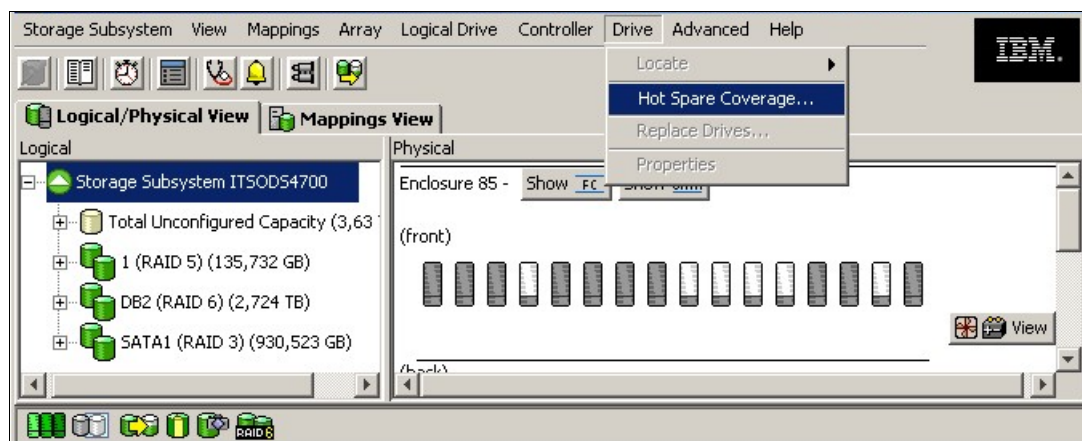 Storage Subsystem View Mappings Array Logical Drive Controller Drive Advanced Help
IBM.
Locate
Hot Spare Coverage...
Replace Drives...
Properties
Logical/Physical View Mappings View
Logical
Storage Subsystem ITSODS4700
Total Unconfigured Capacity (3,63
1 (RAID 5) (135,732 GB)
DB2 (RAID 6) (2,724 TB)
SATA1 (RAID 3) (930,523 GB)
Physical
Enclosure 85 - Show FC
(front)
View
RAID 6